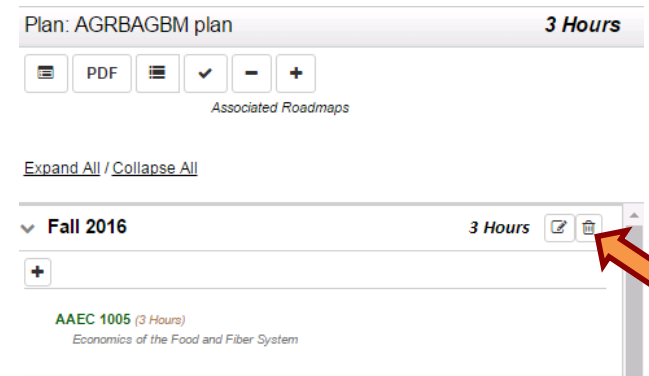 Plan: AGRBAGBM plan 3 Hours
PDF
Associated Roadmaps
Expand All / Collapse All
Fall 2016 3 Hours
AAEC 1005 (3 Hours)
Economics of the Food and Fiber System